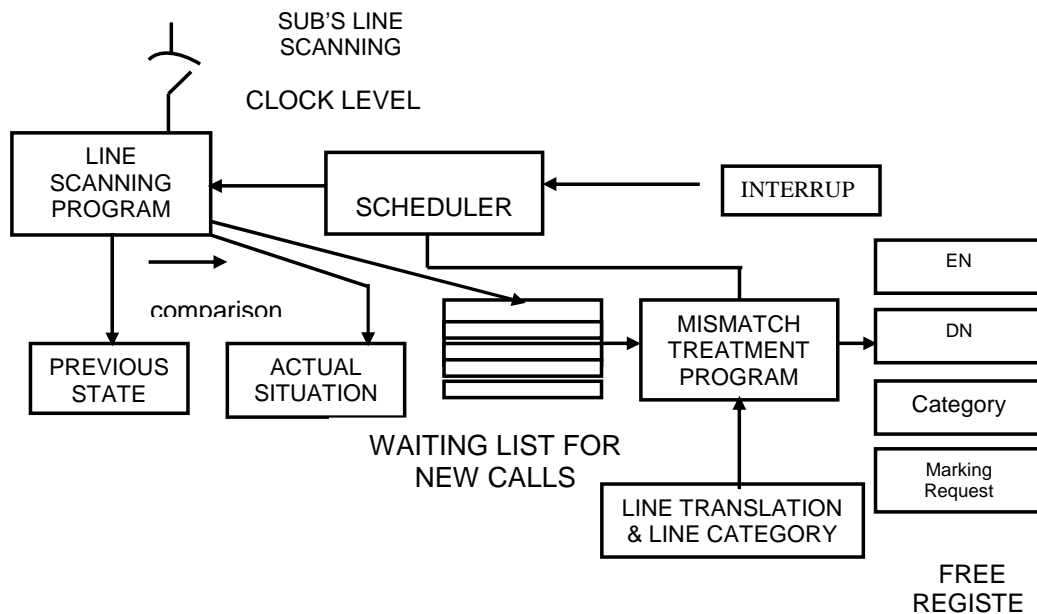 SUB'S LINE
SCANNING
CLOCK LEVEL
LINE
SCANNING
PROGRAM
SCHEDULER
INTERRUP
EN
comparison
MISMATCH
TREATMENT
PROGRAM
DN
PREVIOUS
STATE
ACTUAL
SITUATION
Category
WAITING LIST FOR
NEW CALLS
Marking
Request
LINE TRANSLATION
& LINE CATEGORY
FREE
REGISTE